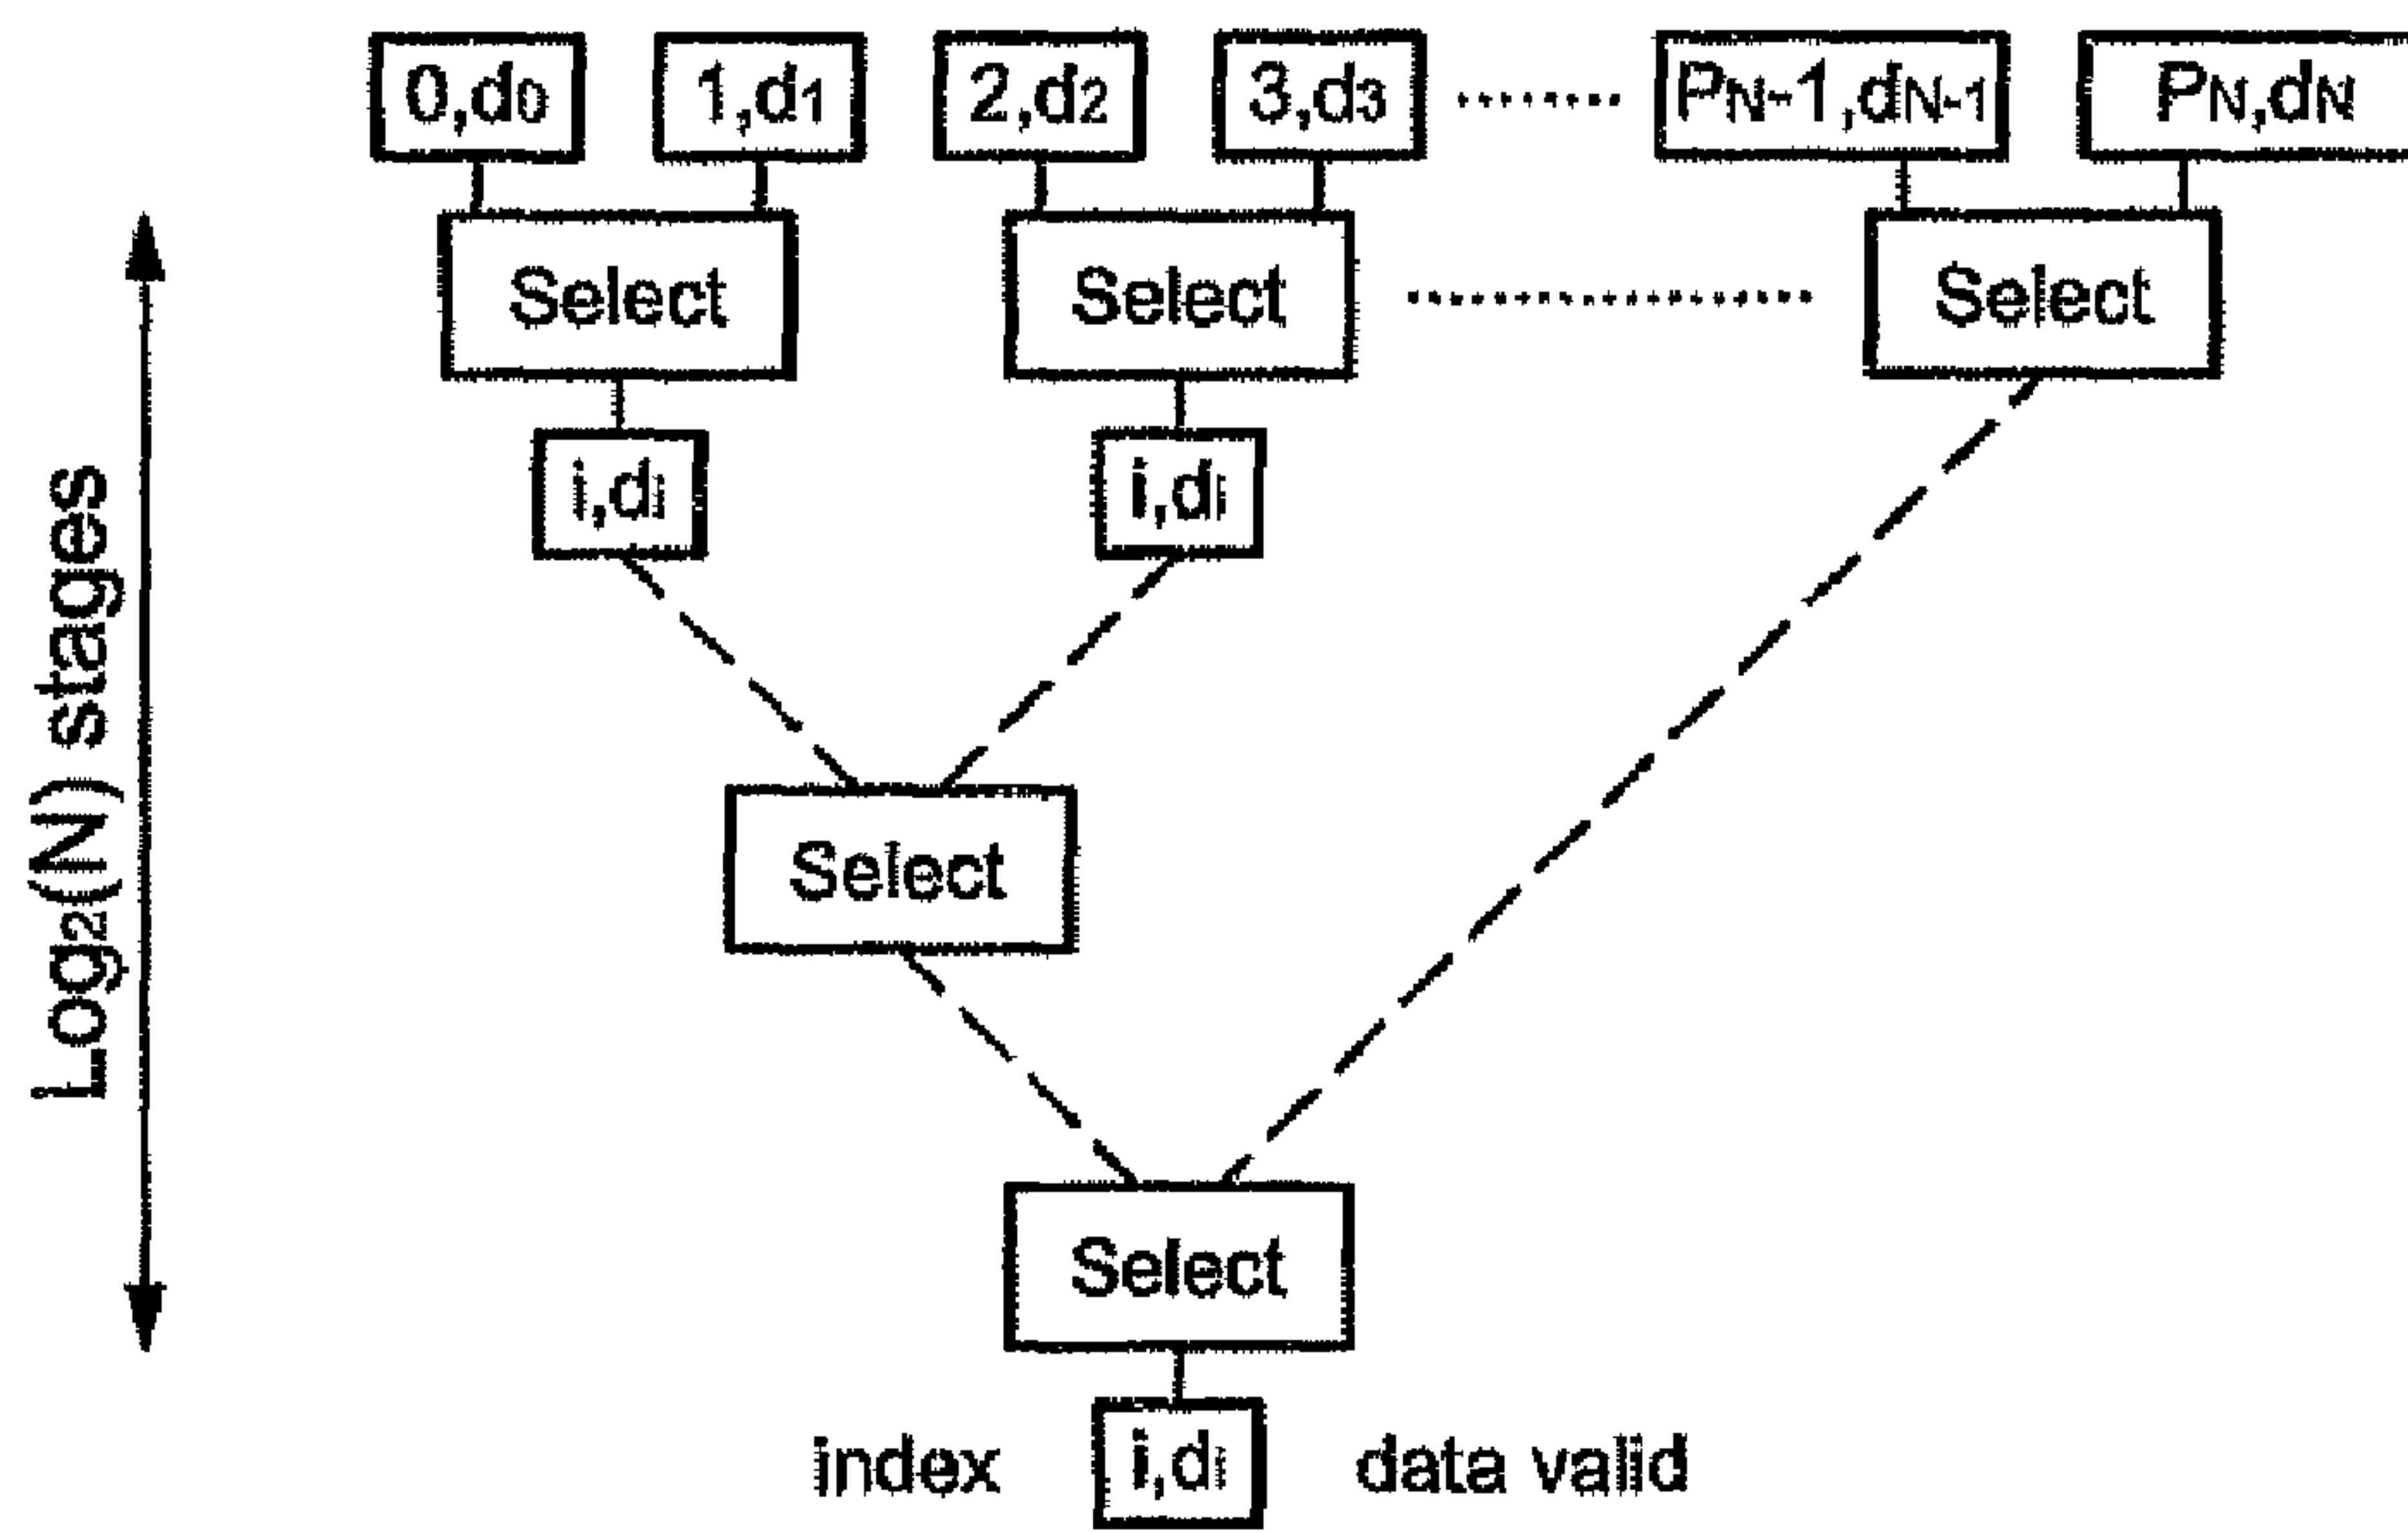 0,d0 1,d1 2,d2 3,d3 ........ PN-1,dN-1 PN,dN
Select Select .................. Select
i,di i,di
Log2(N) stages
Select
Select
index i,di data valid